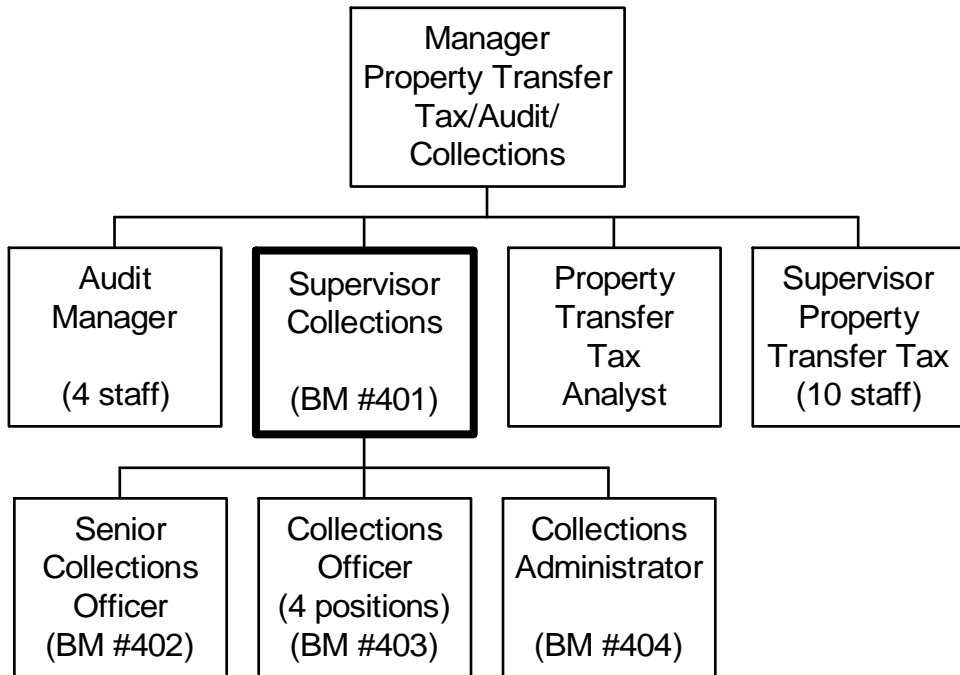 Manager
Property Transfer
Tax/Audit/
Collections
Audit
Manager
(4 staff)
Supervisor
Collections
(BM #401)
Property
Transfer
Tax
Analyst
Supervisor
Property
Transfer Tax
(10 staff)
Senior
Collections
Officer
(BM #402)
Collections
Officer
(4 positions)
(BM #403)
Collections
Administrator
(BM #404)